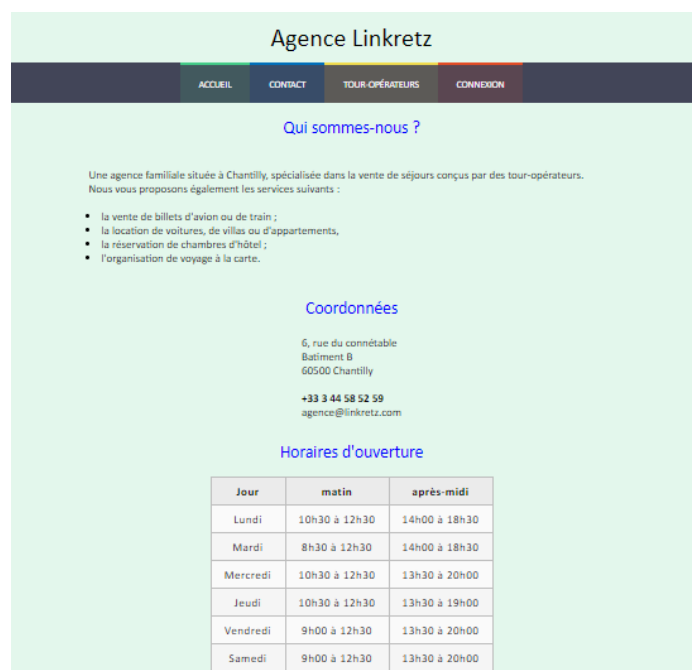 Agence Linkretz
ACCUEIL CONTACT TOUR-OPÉRATEURS CONNEXION
Qui sommes-nous ?
Une agence familiale située à Chantilly, spécialisée dans la vente de séjours conçus par des tour-opérateurs.
Nous vous proposons également les services suivants :
• la vente de billets d'avion ou de train ;
• la location de voitures, de villas ou d'appartements,
• la réservation de chambres d'hôtel ;
• l'organisation de voyage à la carte.
Coordonnées
6, rue du connétable
Batiment B
60500 Chantilly
+33 3 44 58 52 59
agence@linkretz.com
Horaires d'ouverture
Jour matin après-midi
Lundi 10h30 à 12h30 14h00 à 18h30
Mardi 8h30 à 12h30 14h00 à 18h30
Mercredi 10h30 à 12h30 13h30 à 20h00
Jeudi 10h30 à 12h30 13h30 à 19h00
Vendredi 9h00 à 12h30 13h30 à 20h00
Samedi 9h00 à 12h30 13h30 à 20h00